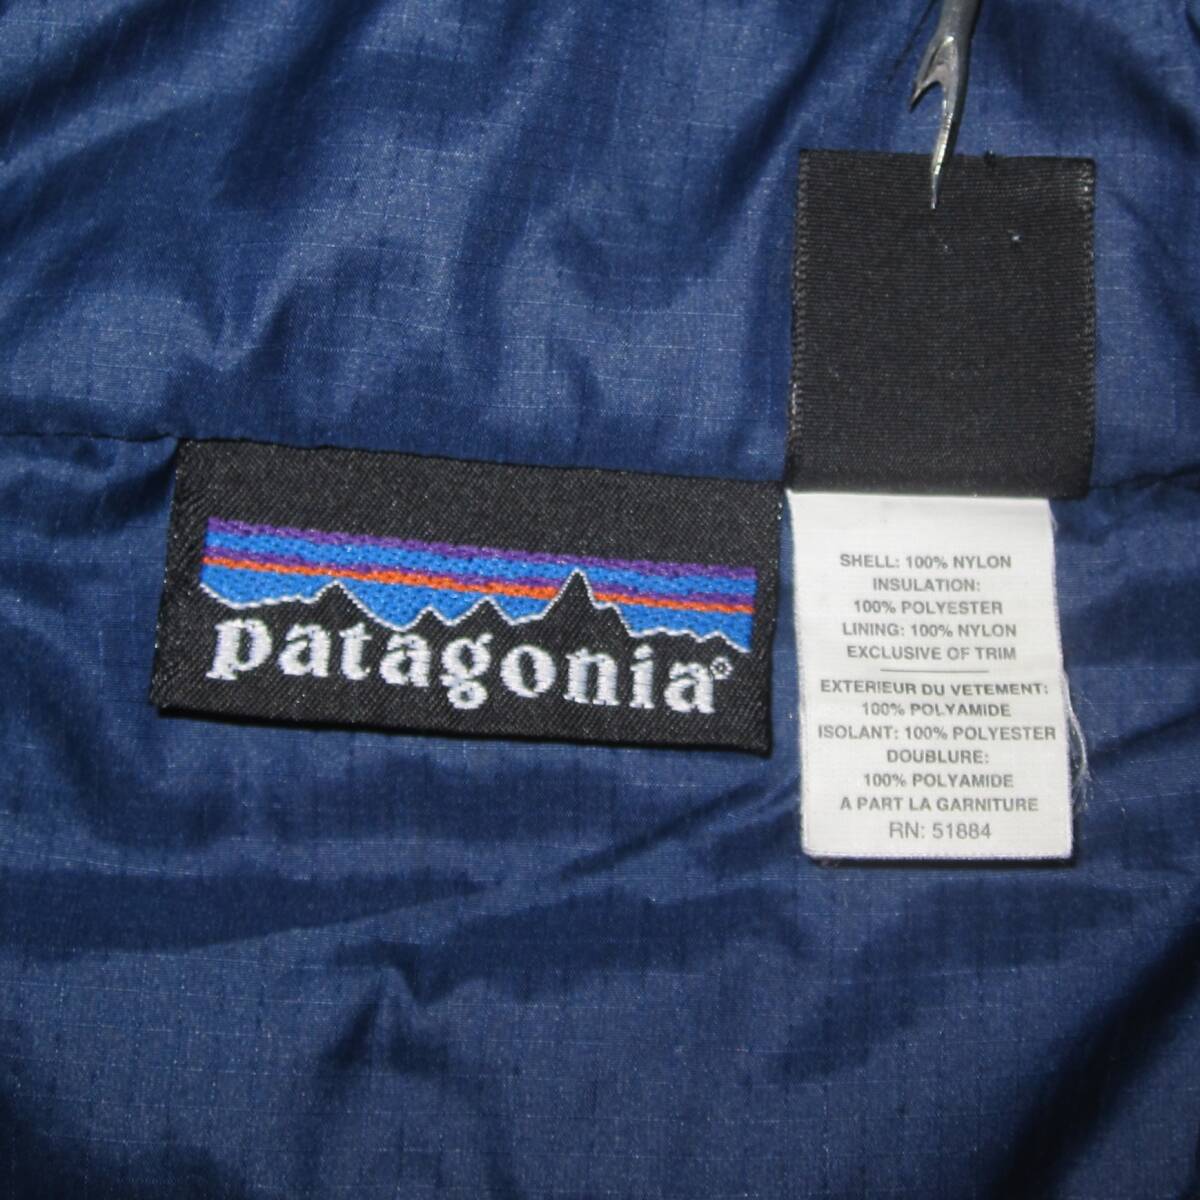 patagonia®
SHELL: 100% NYLON
INSULATION:
100% POLYESTER
LINING: 100% NYLON
EXCLUSIVE OF TRIM
EXTERIEUR DU VETEMENT:
100% POLYAMIDE
ISOLANT: 100% POLYESTER
DOUBLURE:
100% POLYAMIDE
A PART LA GARNITURE
RN: 51884